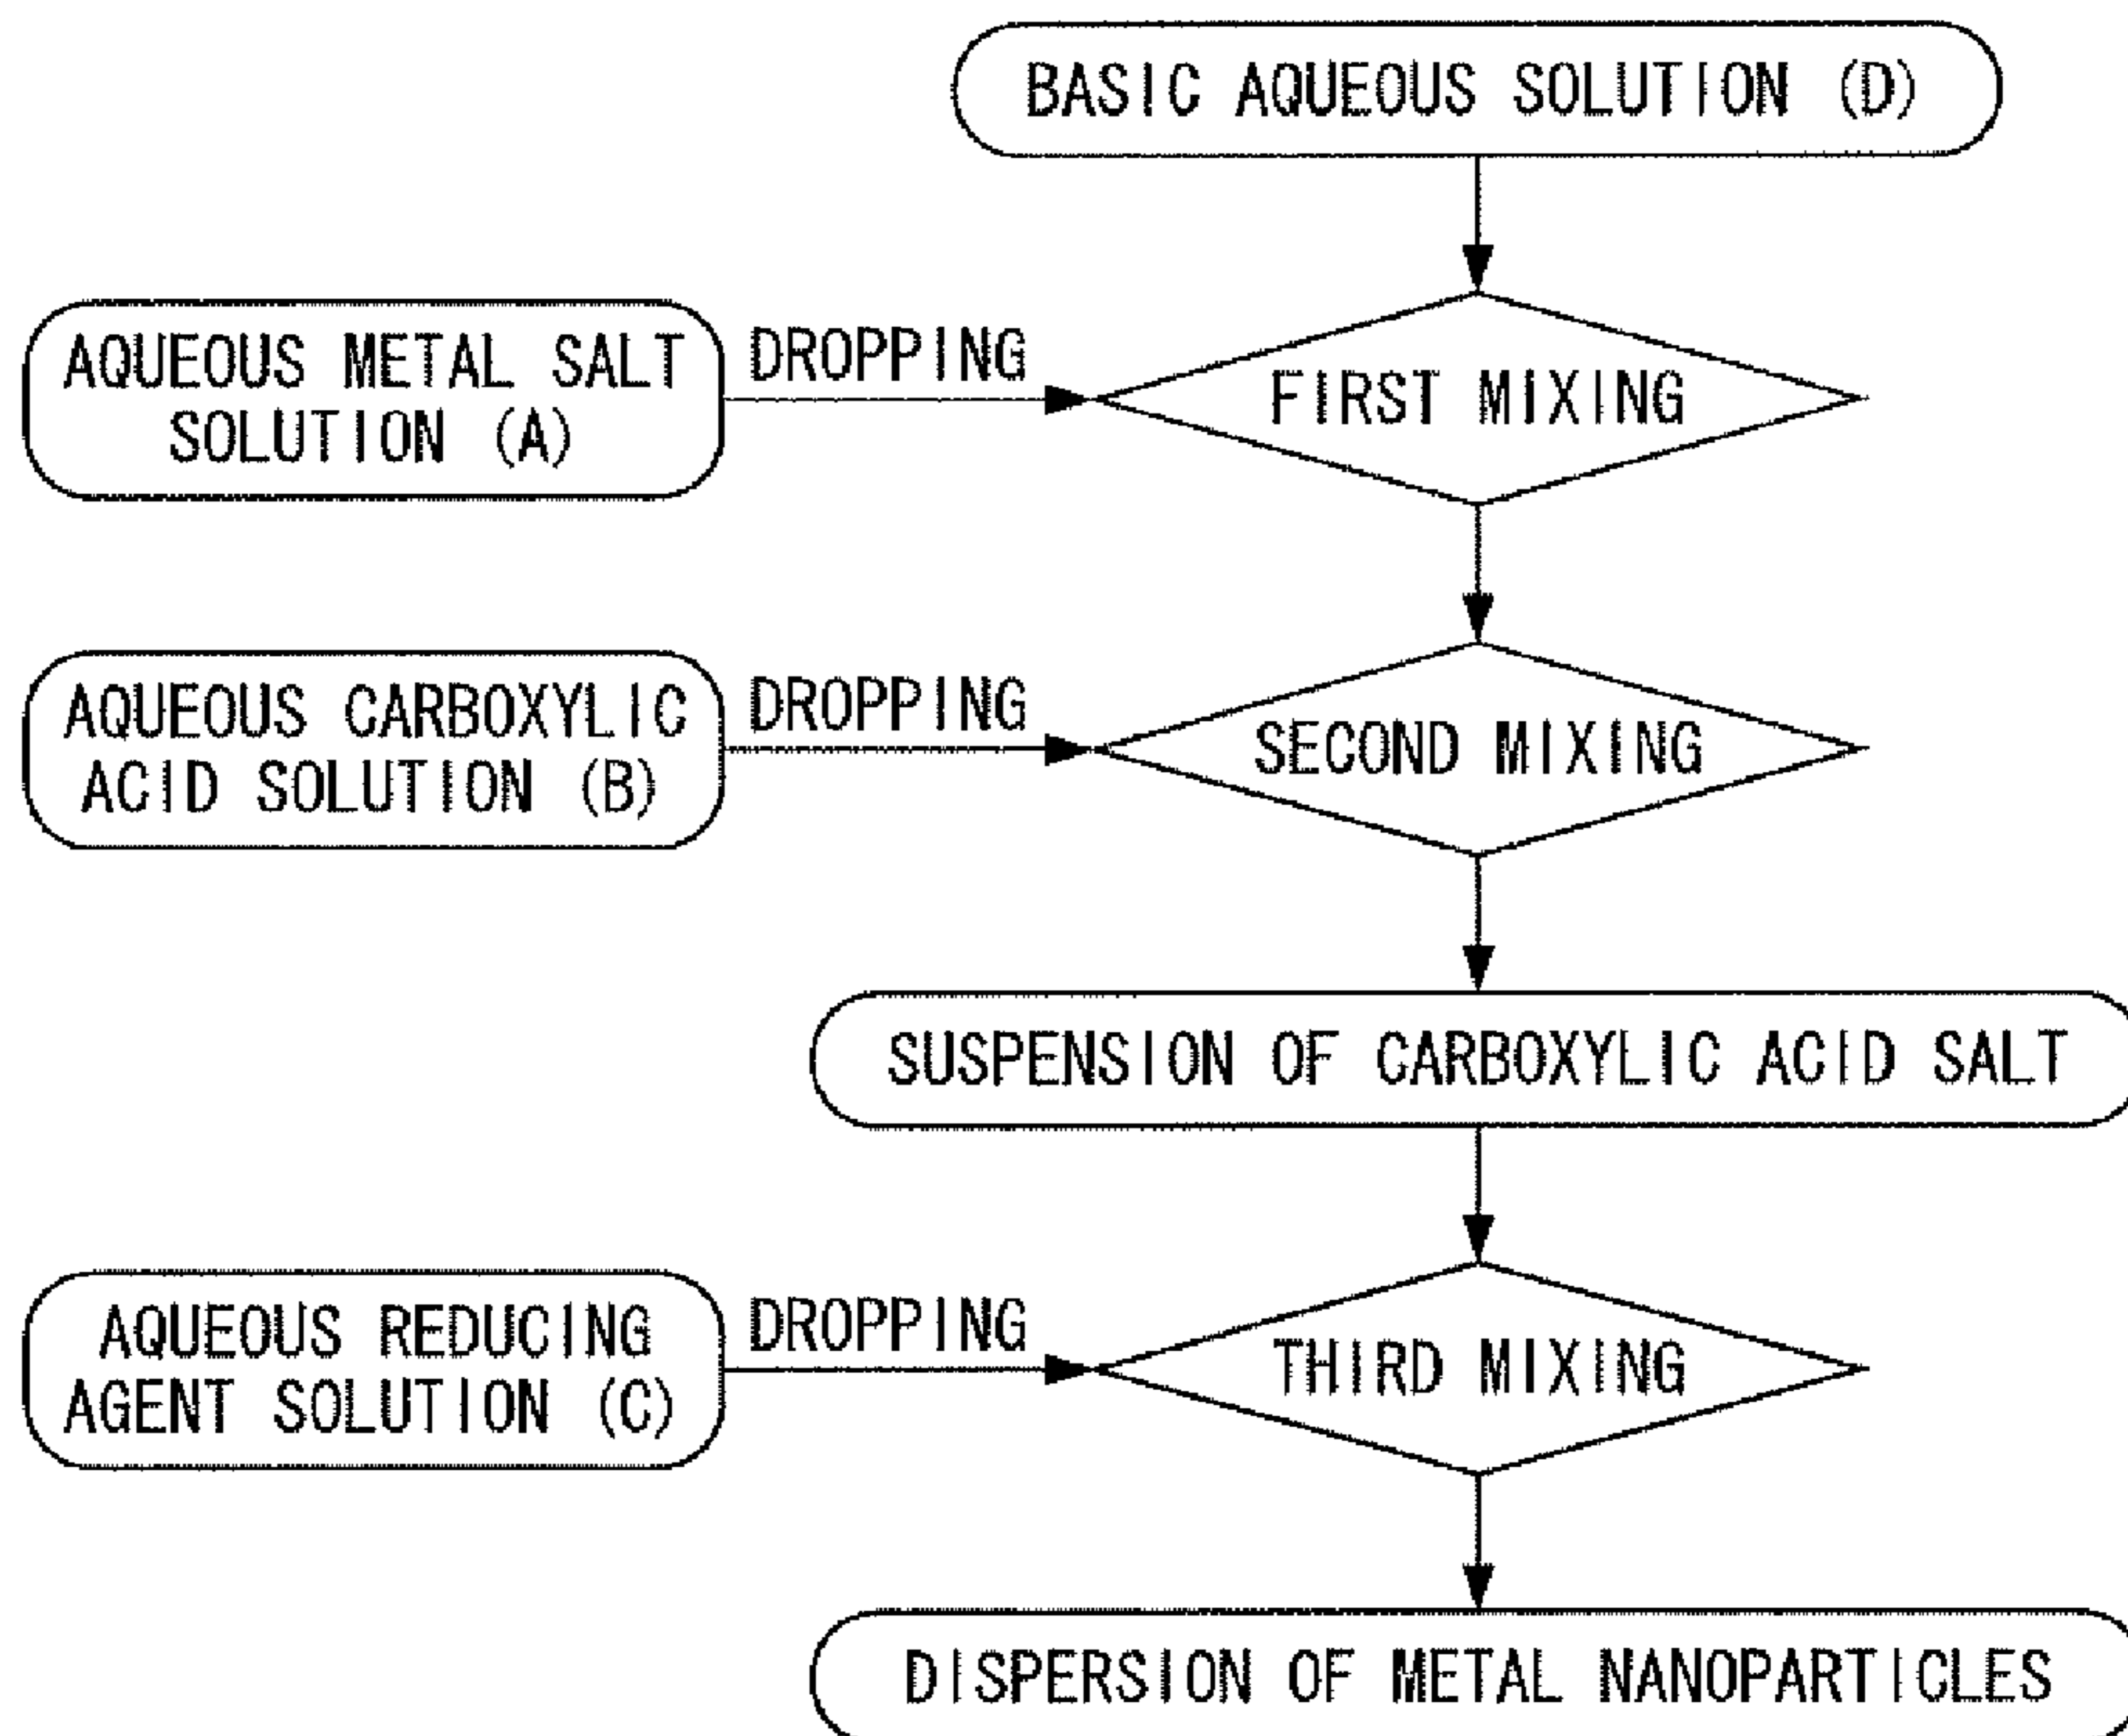 BASIC AQUEOUS SOLUTION (D)
AQUEOUS METAL SALT
SOLUTION (A)
DROPPING
FIRST MIXING
AQUEOUS CARBOXYLIC
ACID SOLUTION (B)
DROPPING
SECOND MIXING
SUSPENSION OF CARBOXYLIC ACID SALT
AQUEOUS REDUCING
AGENT SOLUTION (C)
DROPPING
THIRD MIXING
DISPERSION OF METAL NANOPARTICLES